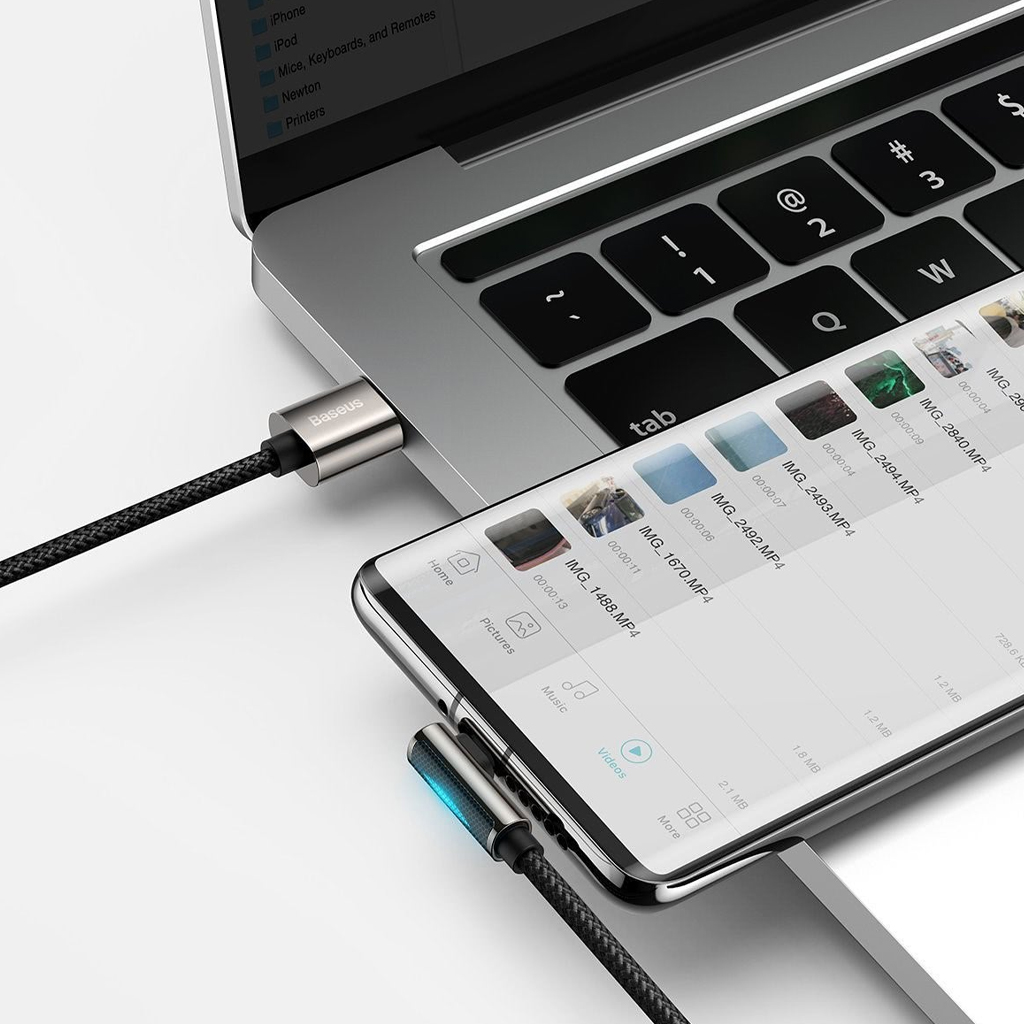 iPhone
iPod
Mice, Keyboards, and Remotes
Newton
Printers
$
#
3
@
2
!
1
~
Q
W
tab
Baseus
IMG_1488.MP4
00:00:13
2.1 MB
IMG_1670.MP4
00:00:11
1.8 MB
IMG_2492.MP4
00:00:06
1.2 MB
IMG_2493.MP4
00:00:07
1.2 MB
IMG_2494.MP4
00:00:04
IMG_2840.MP4
00:00:09
00:00:04
Home
Pictures
Music
Videos
More